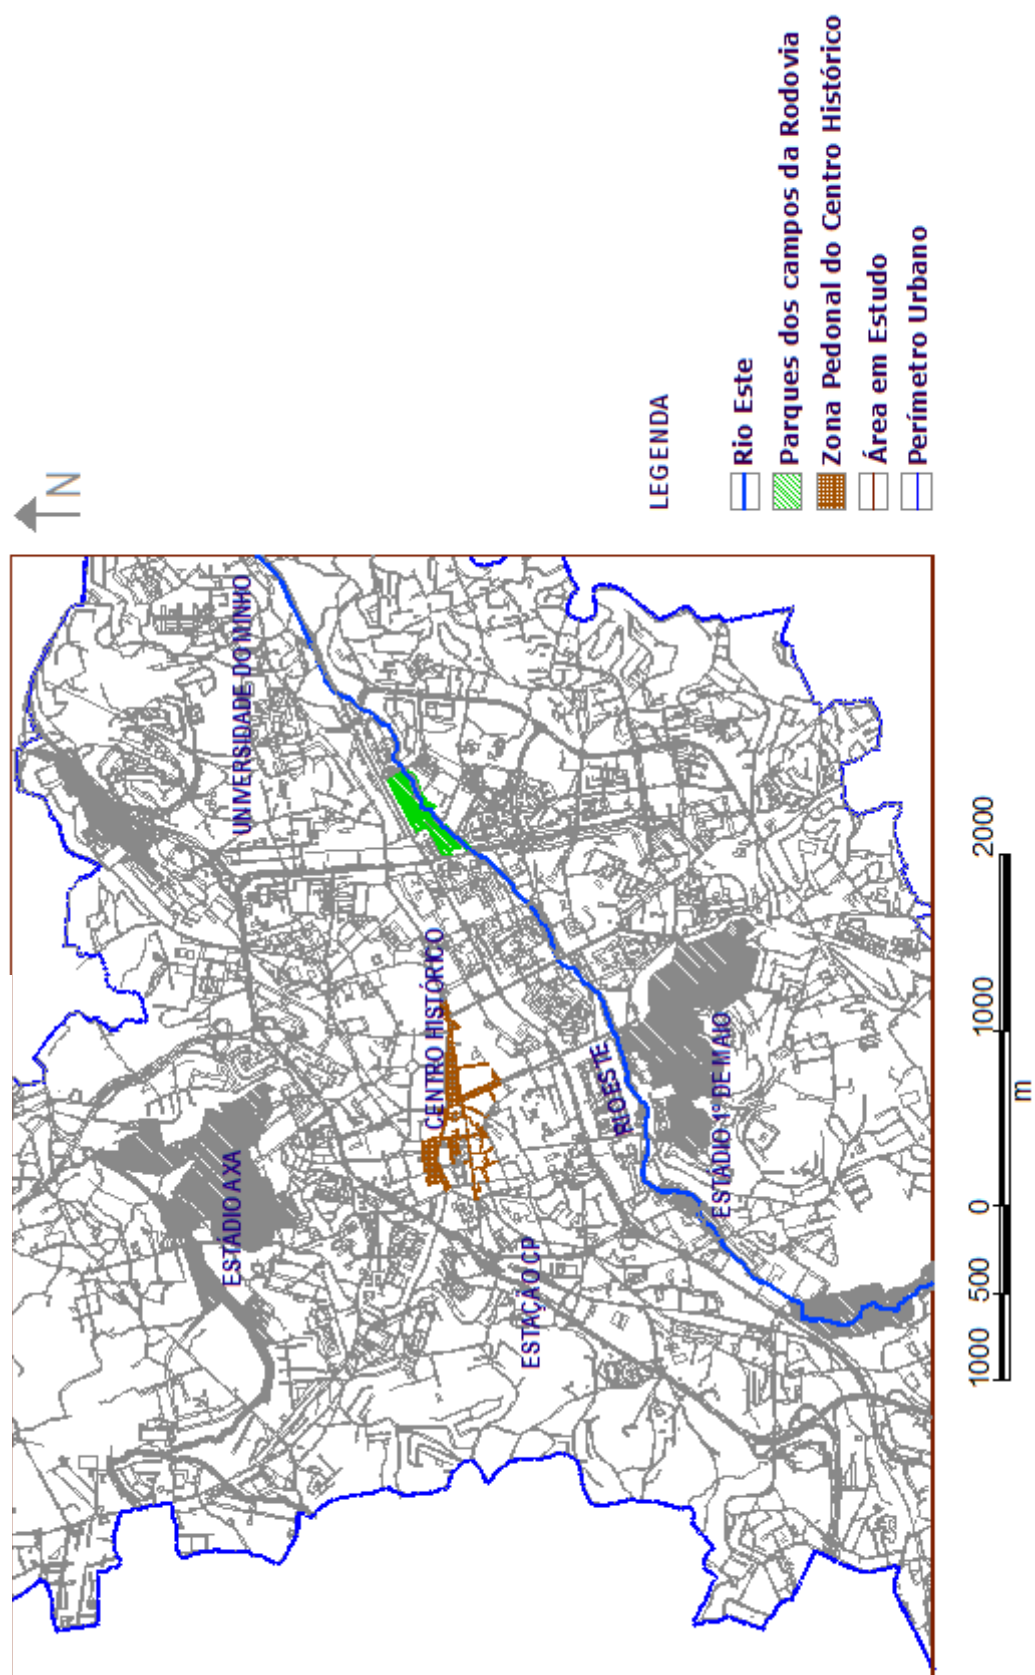 N
UNIVERSIDADE DO MINHO
ESTÁDIO AXA
CENTRO HISTÓRICO
ESTAÇÃO CP
RIO ESTE
ESTÁDIO 1º DE MAIO
LEGENDA
Rio Este
Parques dos campos da Rodovia
Zona Pedonal do Centro Histórico
Área em Estudo
Perímetro Urbano
1000 500 0 1000 2000
m